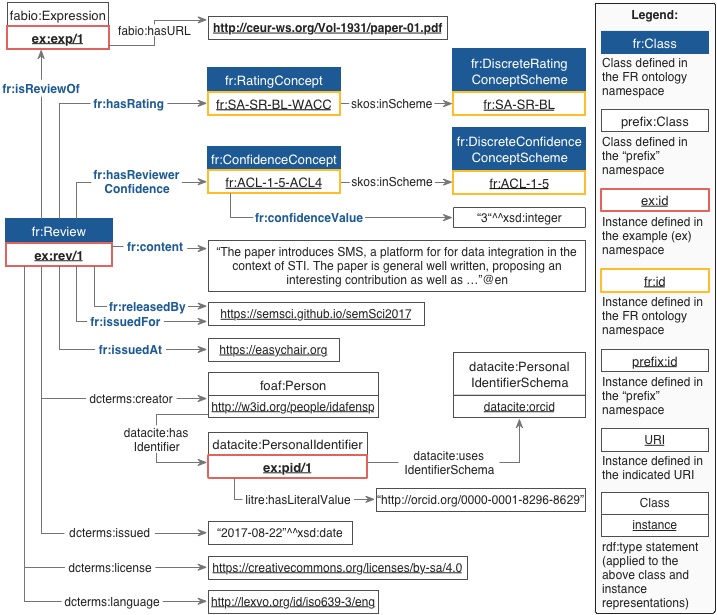 fabio:Expression
ex:exp/1
fabio:hasURL
http://ceur-ws.org/Vol-1931/paper-01.pdf
fr:isReviewOf
fr:hasRating
fr:RatingConcept
fr:SA-SR-BL-WACC
skos:inScheme
fr:DiscreteRating
ConceptScheme
fr:SA-SR-BL
fr:hasReviewer
Confidence
fr:ConfidenceConcept
fr:ACL-1-5-ACL4
skos:inScheme
fr:DiscreteConfidence
ConceptScheme
fr:ACL-1-5
fr:confidenceValue
“3“^^xsd:integer
fr:Review
ex:rev/1
fr:content
“The paper introduces SMS, a platform for for data integration in the
context of STI. The paper is general well written, proposing an
interesting contribution as well as …”@en
fr:releasedBy
fr:issuedFor
https://semsci.github.io/semSci2017
fr:issuedAt
https://easychair.org
dcterms:creator
foaf:Person
http://w3id.org/people/idafensp
datacite:has
Identifier
datacite:PersonalIdentifier
ex:pid/1
datacite:uses
IdentifierSchema
datacite:Personal
IdentifierSchema
datacite:orcid
litre:hasLiteralValue
“http://orcid.org/0000-0001-8296-8629”
dcterms:issued
“2017-08-22”^^xsd:date
dcterms:license
https://creativecommons.org/licenses/by-sa/4.0
dcterms:language
http://lexvo.org/id/iso639-3/eng
Legend:
fr:Class
Class defined in
the FR ontology
namespace
prefix:Class
Class defined in
the “prefix”
namespace
ex:id
Instance defined in
the example (ex)
namespace
fr:id
Instance defined in
the FR ontology
namespace
prefix:id
Instance defined in
the “prefix”
namespace
URI
Instance defined in
the indicated URI
Class
instance
rdf:type statement
(applied to the
above class and
instance
representations)